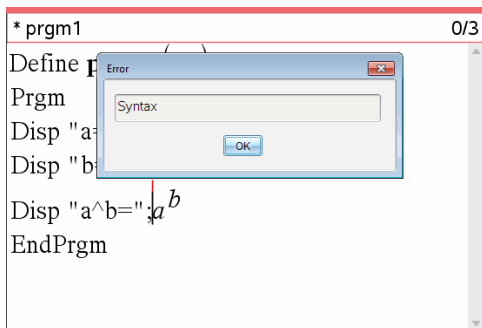 * prgm1 0/3
Define
Error
Prgm
Syntax
Disp "a=
OK
Disp "b=
Disp "a^b=";a^b
EndPrgm